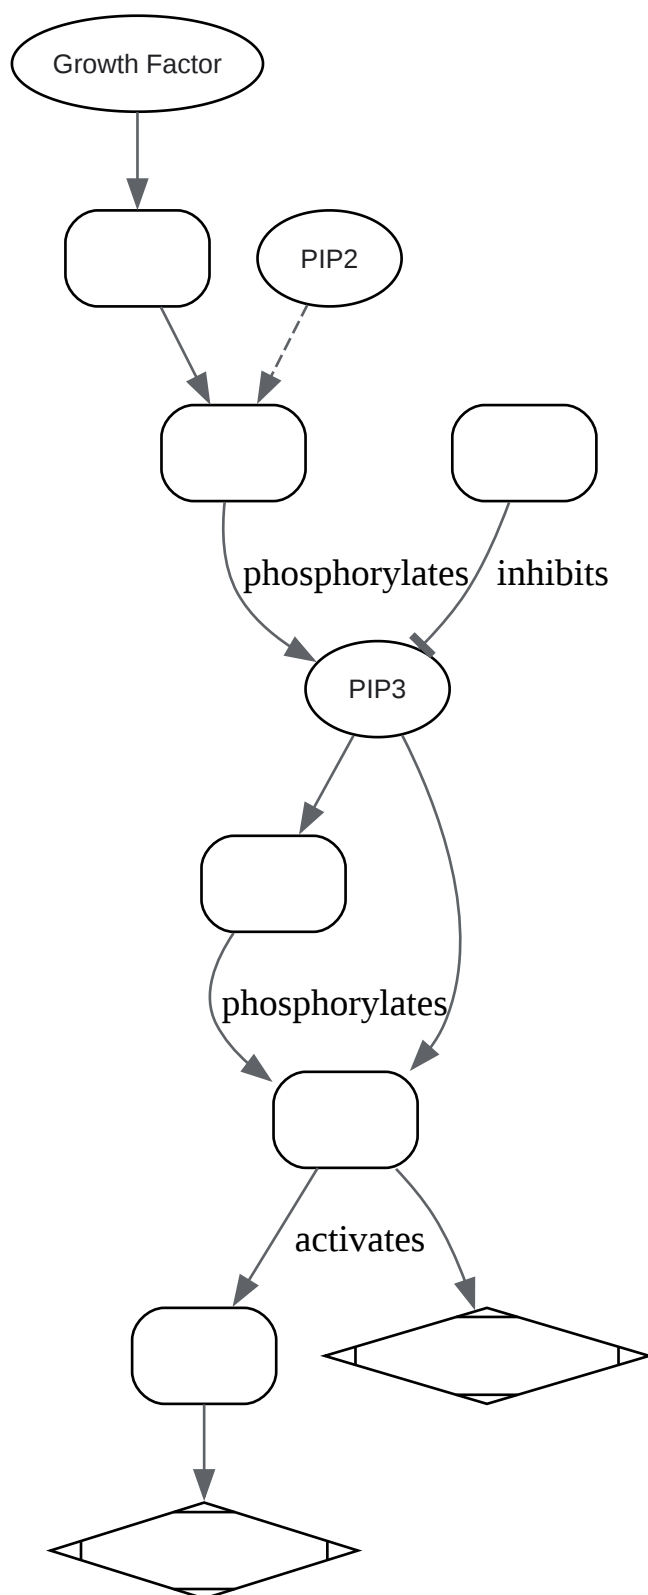 Growth Factor
PIP2
phosphorylates
inhibits
PIP3
phosphorylates
activates